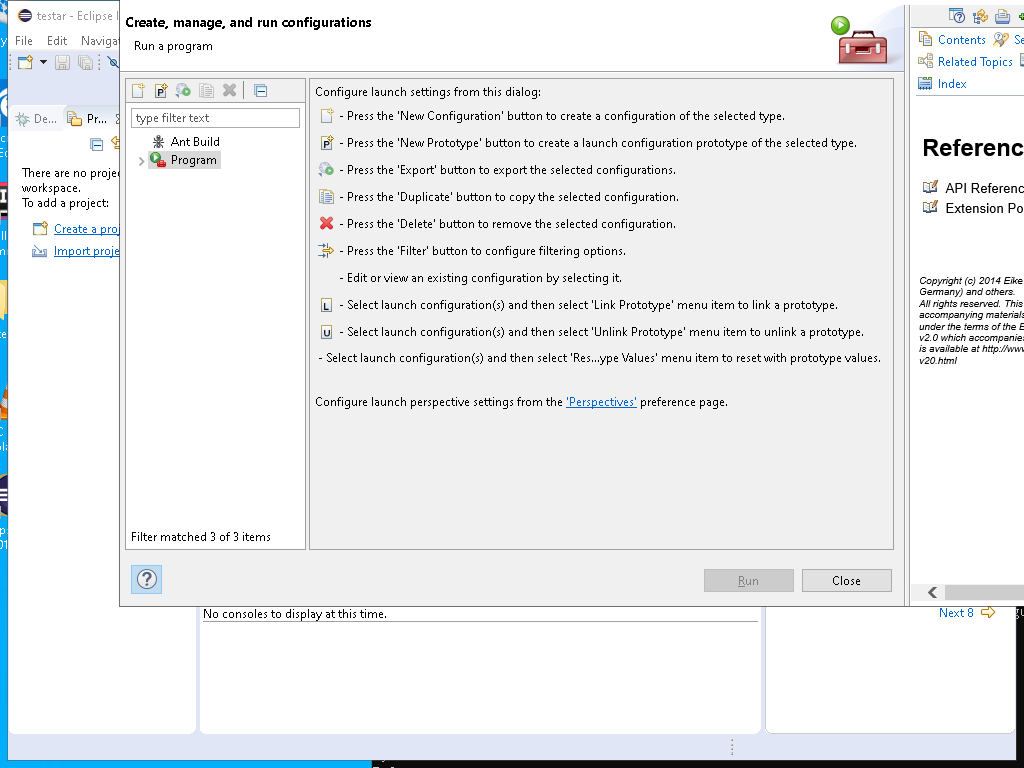 testar - Eclipse I
File Edit Navigat
De...
Pr...
There are no proje
workspace.
To add a project:
Create a proj
Import proje
Create, manage, and run configurations
Run a program
type filter text
Ant Build
Program
Filter matched 3 of 3 items
Configure launch settings from this dialog:
- Press the 'New Configuration' button to create a configuration of the selected type.
- Press the 'New Prototype' button to create a launch configuration prototype of the selected type.
- Press the 'Export' button to export the selected configurations.
- Press the 'Duplicate' button to copy the selected configuration.
- Press the 'Delete' button to remove the selected configuration.
- Press the 'Filter' button to configure filtering options.
- Edit or view an existing configuration by selecting it.
- Select launch configuration(s) and then select 'Link Prototype' menu item to link a prototype.
- Select launch configuration(s) and then select 'Unlink Prototype' menu item to unlink a prototype.
- Select launch configuration(s) and then select 'Res...ype Values' menu item to reset with prototype values.
Configure launch perspective settings from the 'Perspectives' preference page.
Run
Close
Contents Se
Related Topics
Index
Referenc
API Referenc
Extension Po
Copyright (c) 2014 Eike
Germany) and others.
All rights reserved. This
accompanying materials
under the terms of the E
v2.0 which accompanies
is available at http://ww
v20.html
No consoles to display at this time.
Next 8